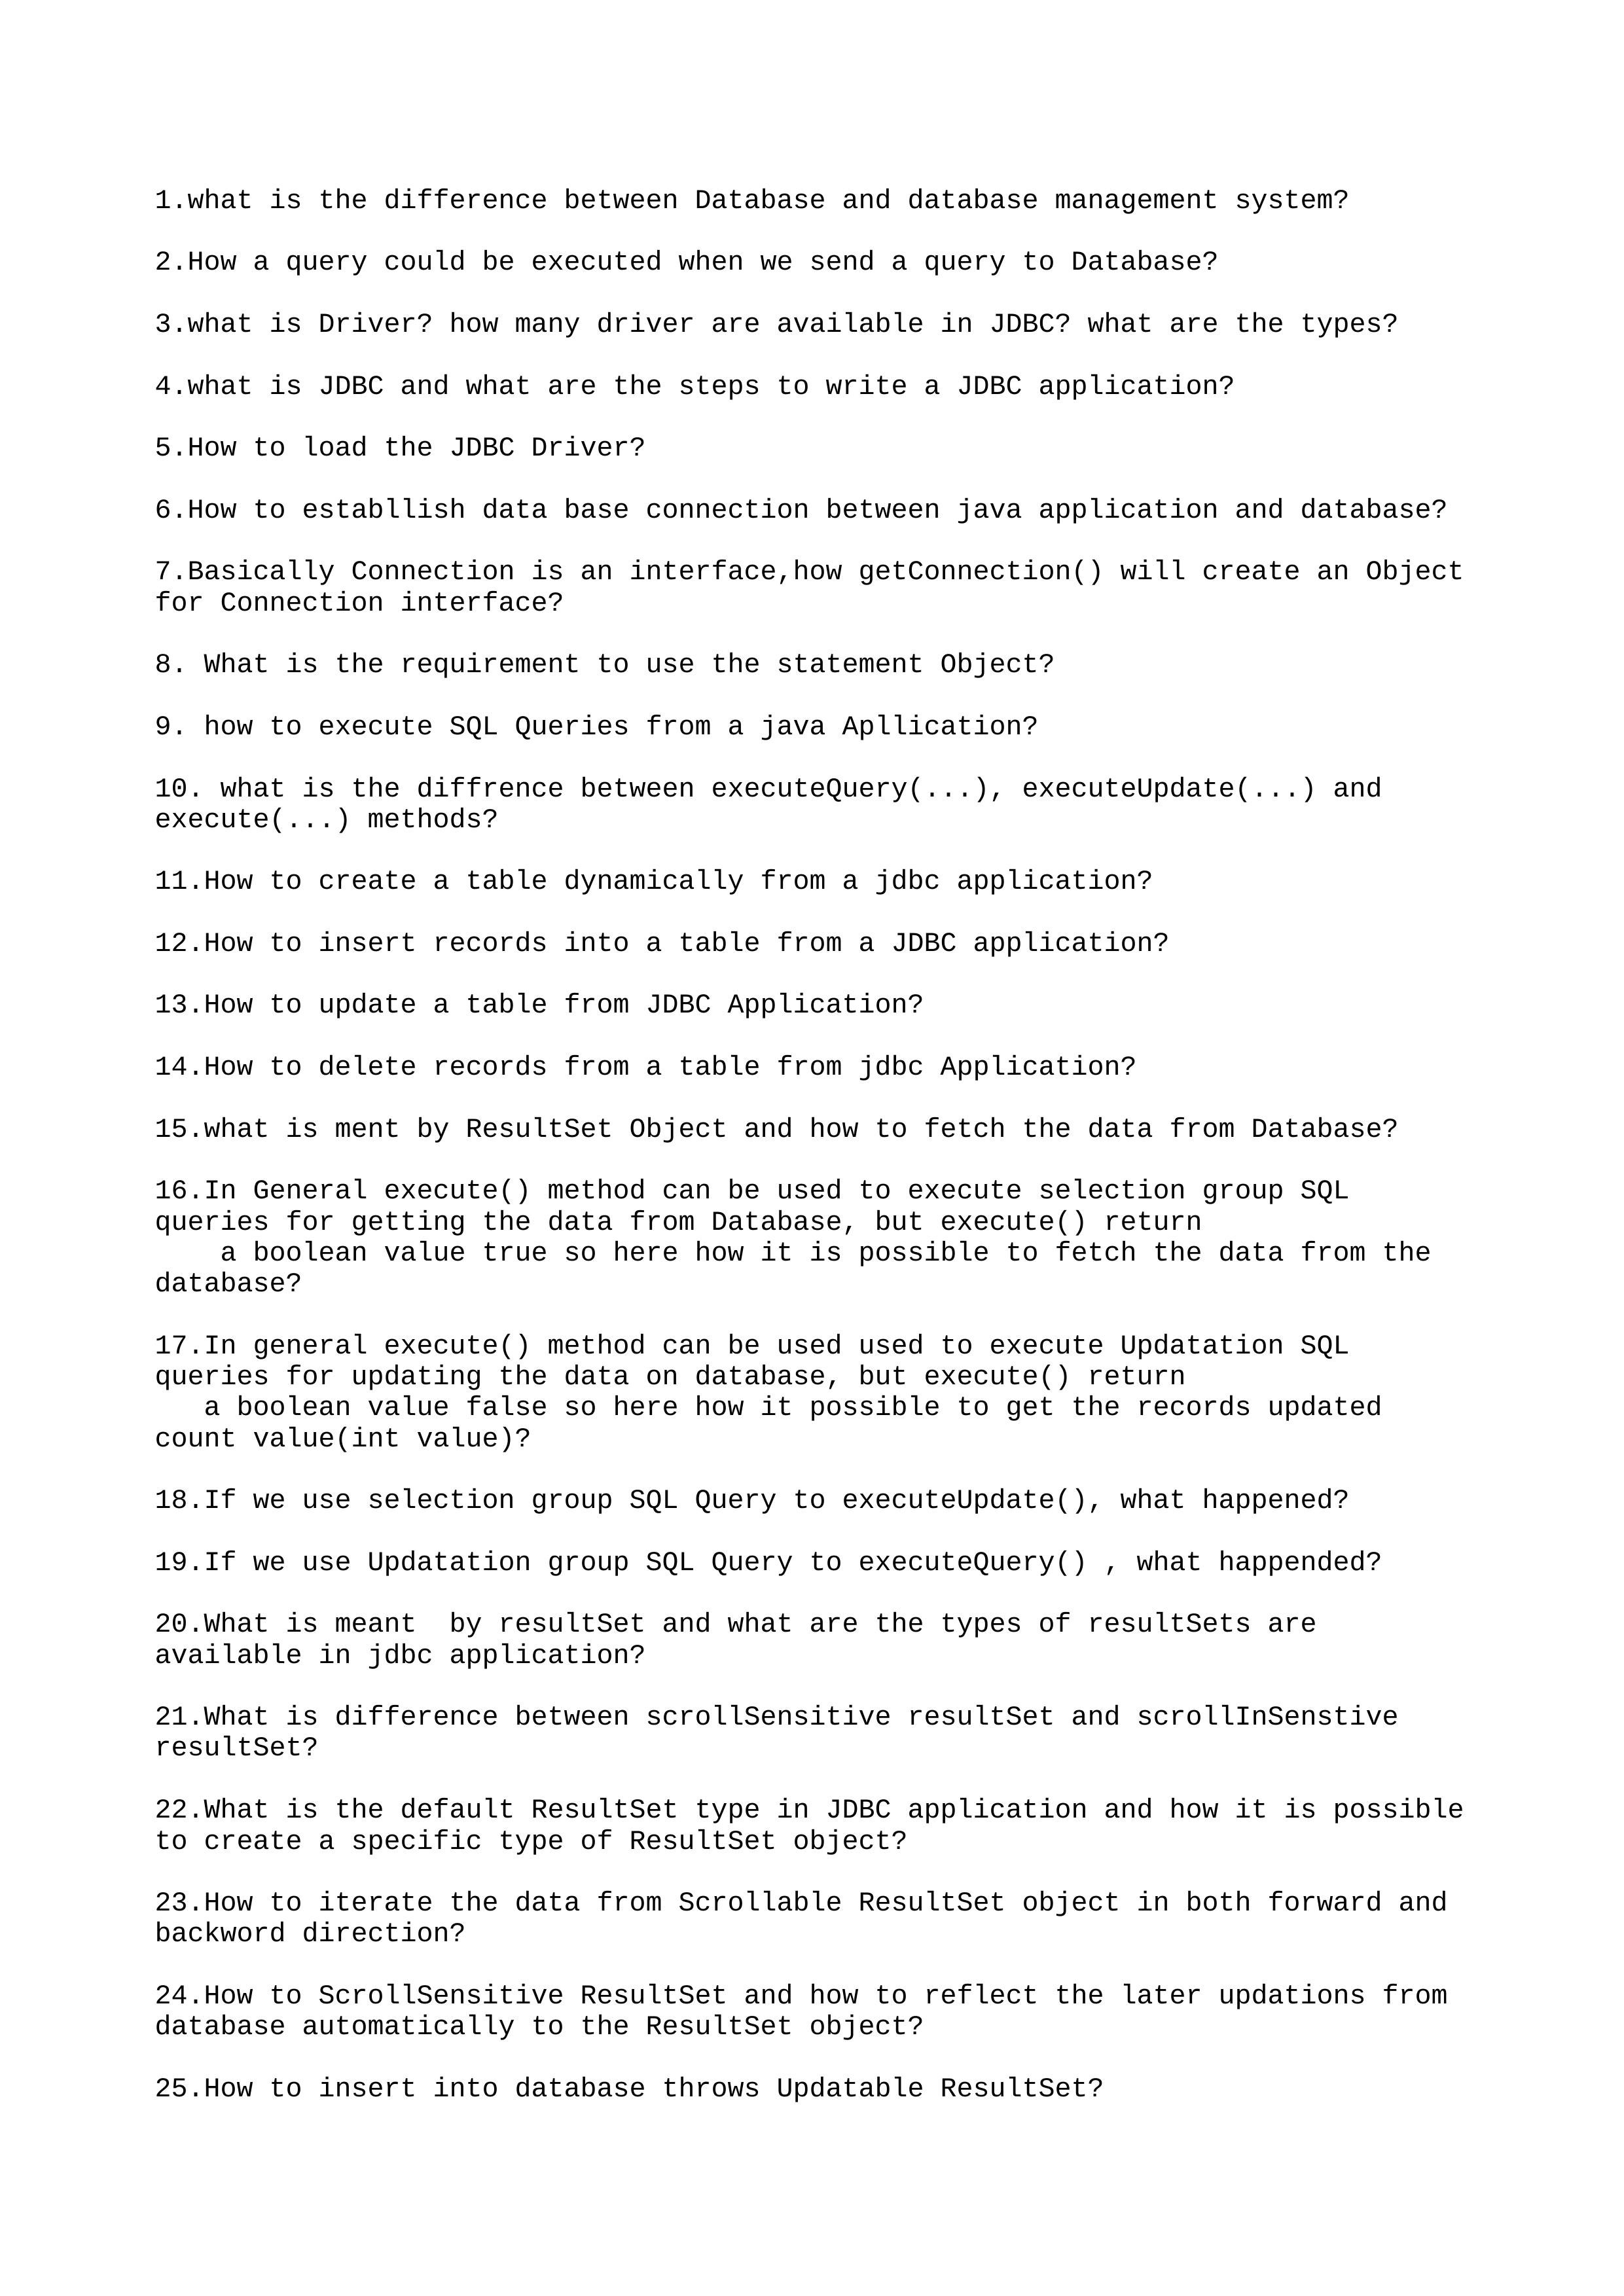 1.what is the difference between Database and database management system?
2.How a query could be executed when we send a query to Database?
3.what is Driver? how many driver are available in JDBC? what are the types?
4.what is JDBC and what are the steps to write a JDBC application?
5.How to load the JDBC Driver?
6.How to establlish data base connection between java application and database?
7.Basically Connection is an interface,how getConnection() will create an Object
for Connection interface?
8. What is the requirement to use the statement Object?
9. how to execute SQL Queries from a java Apllication?
10. what is the diffrence between executeQuery(...), executeUpdate(...) and
execute(...) methods?
11.How to create a table dynamically from a jdbc application?
12.How to insert records into a table from a JDBC application?
13.How to update a table from JDBC Application?
14.How to delete records from a table from jdbc Application?
15.what is ment by ResultSet Object and how to fetch the data from Database?
16.In General execute() method can be used to execute selection group SQL
queries for getting the data from Database, but execute() return
a boolean value true so here how it is possible to fetch the data from the
database?
17.In general execute() method can be used used to execute Updatation SQL
queries for updating the data on database, but execute() return
a boolean value false so here how it possible to get the records updated
count value(int value)?
18.If we use selection group SQL Query to executeUpdate(), what happened?
19.If we use Updatation group SQL Query to executeQuery() , what happended?
20.What is meant  by resultSet and what are the types of resultSets are
available in jdbc application?
21.What is difference between scrollSensitive resultSet and scrollInSenstive
resultSet?
22.What is the default ResultSet type in JDBC application and how it is possible
to create a specific type of ResultSet object?
23.How to iterate the data from Scrollable ResultSet object in both forward and
backword direction?
24.How to ScrollSensitive ResultSet and how to reflect the later updations from
database automatically to the ResultSet object?
25.How to insert into database throws Updatable ResultSet?